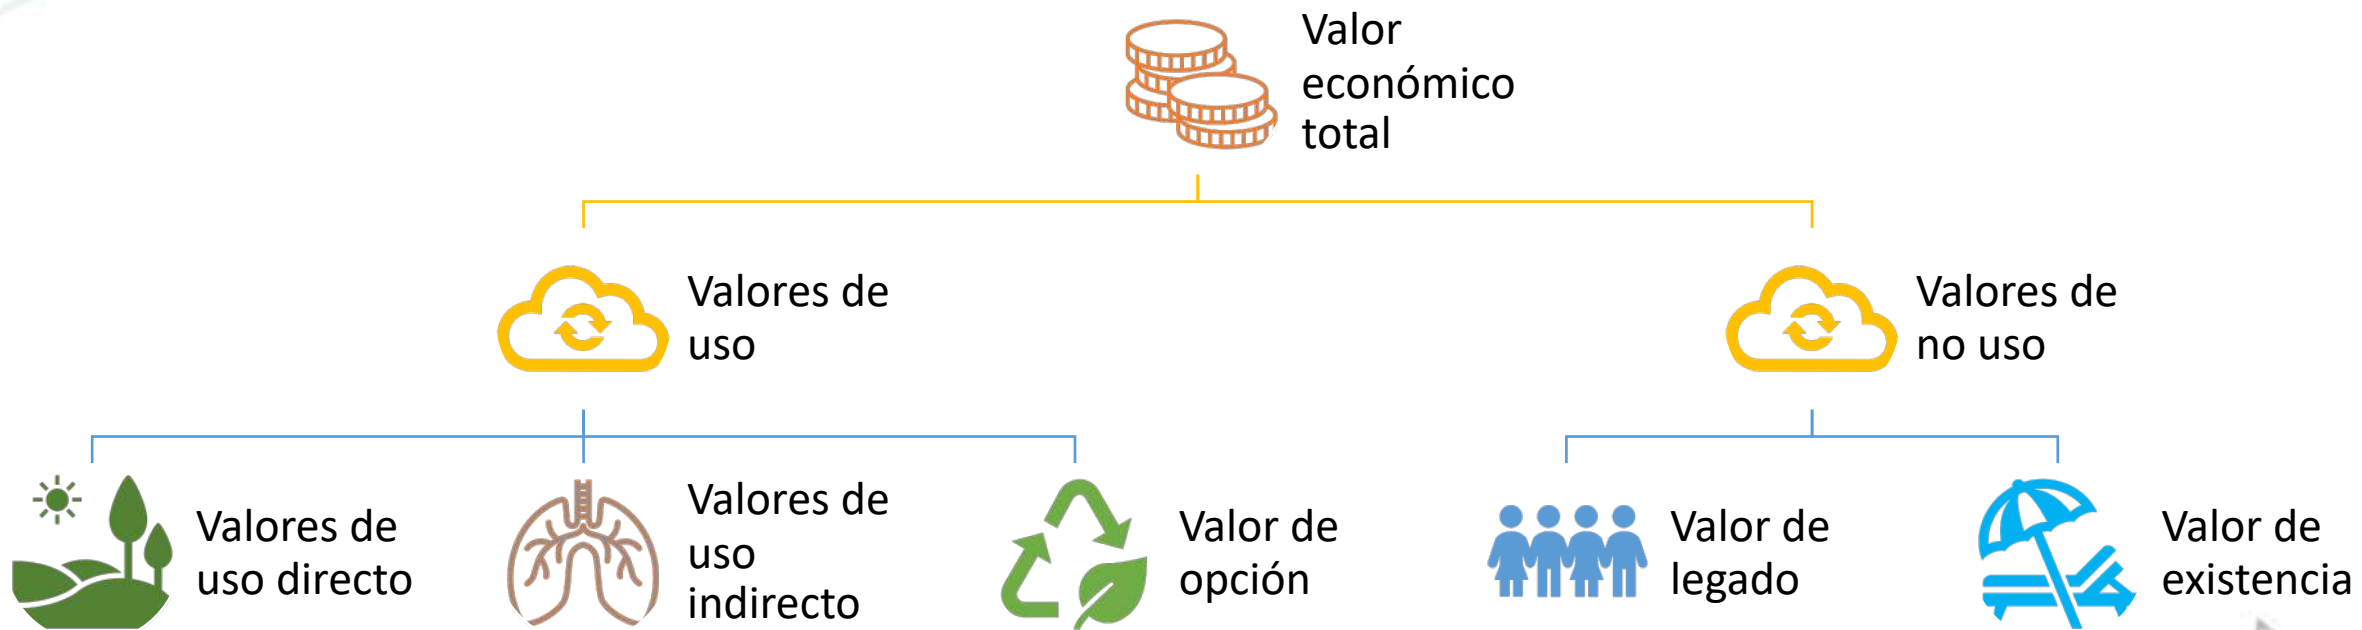 Valor
económico
total
Valores de
uso
Valores de
no uso
Valores de
uso directo
Valores de
uso
indirecto
Valor de
opción
Valor de
legado
Valor de
existencia